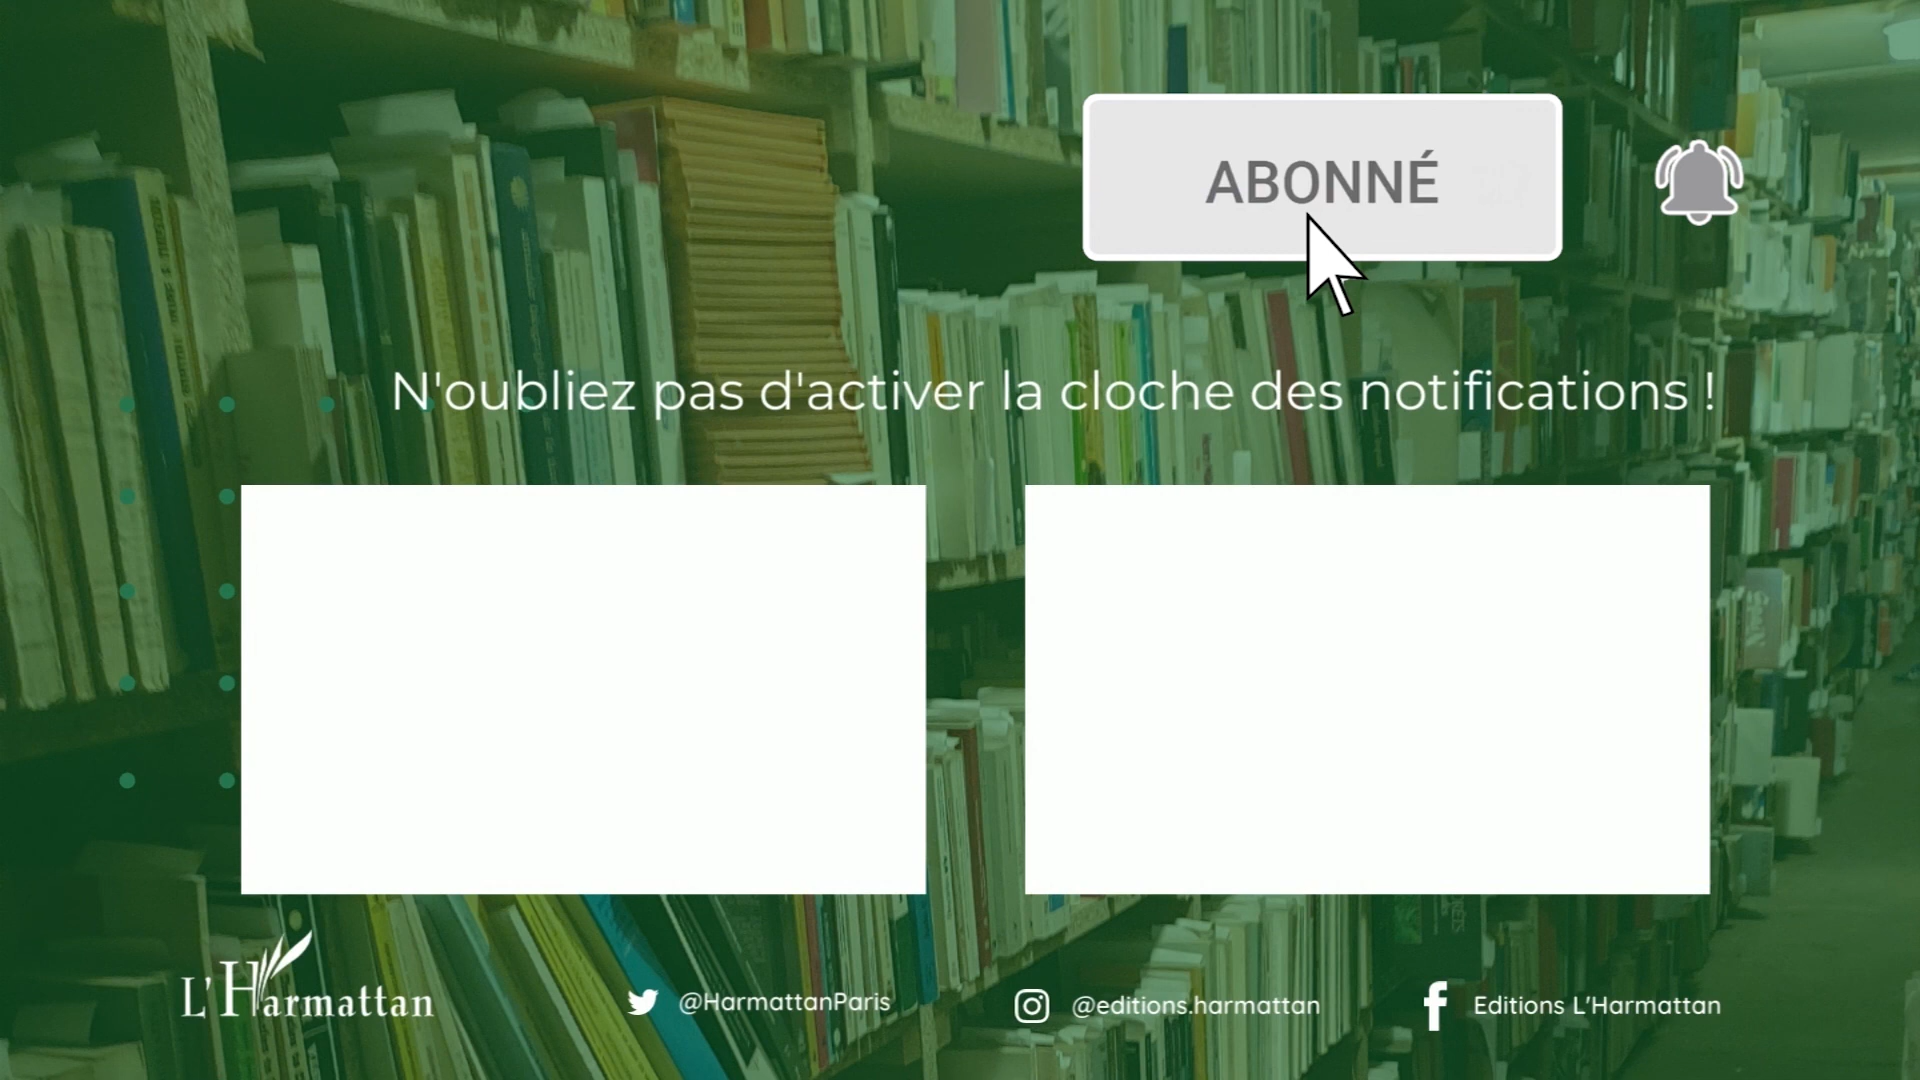 ABONNÉ
N'oubliez pas d'activer la cloche des notifications !
L'Harmattan
@HarmattanParis
@editions.harmattan
Editions L'Harmattan